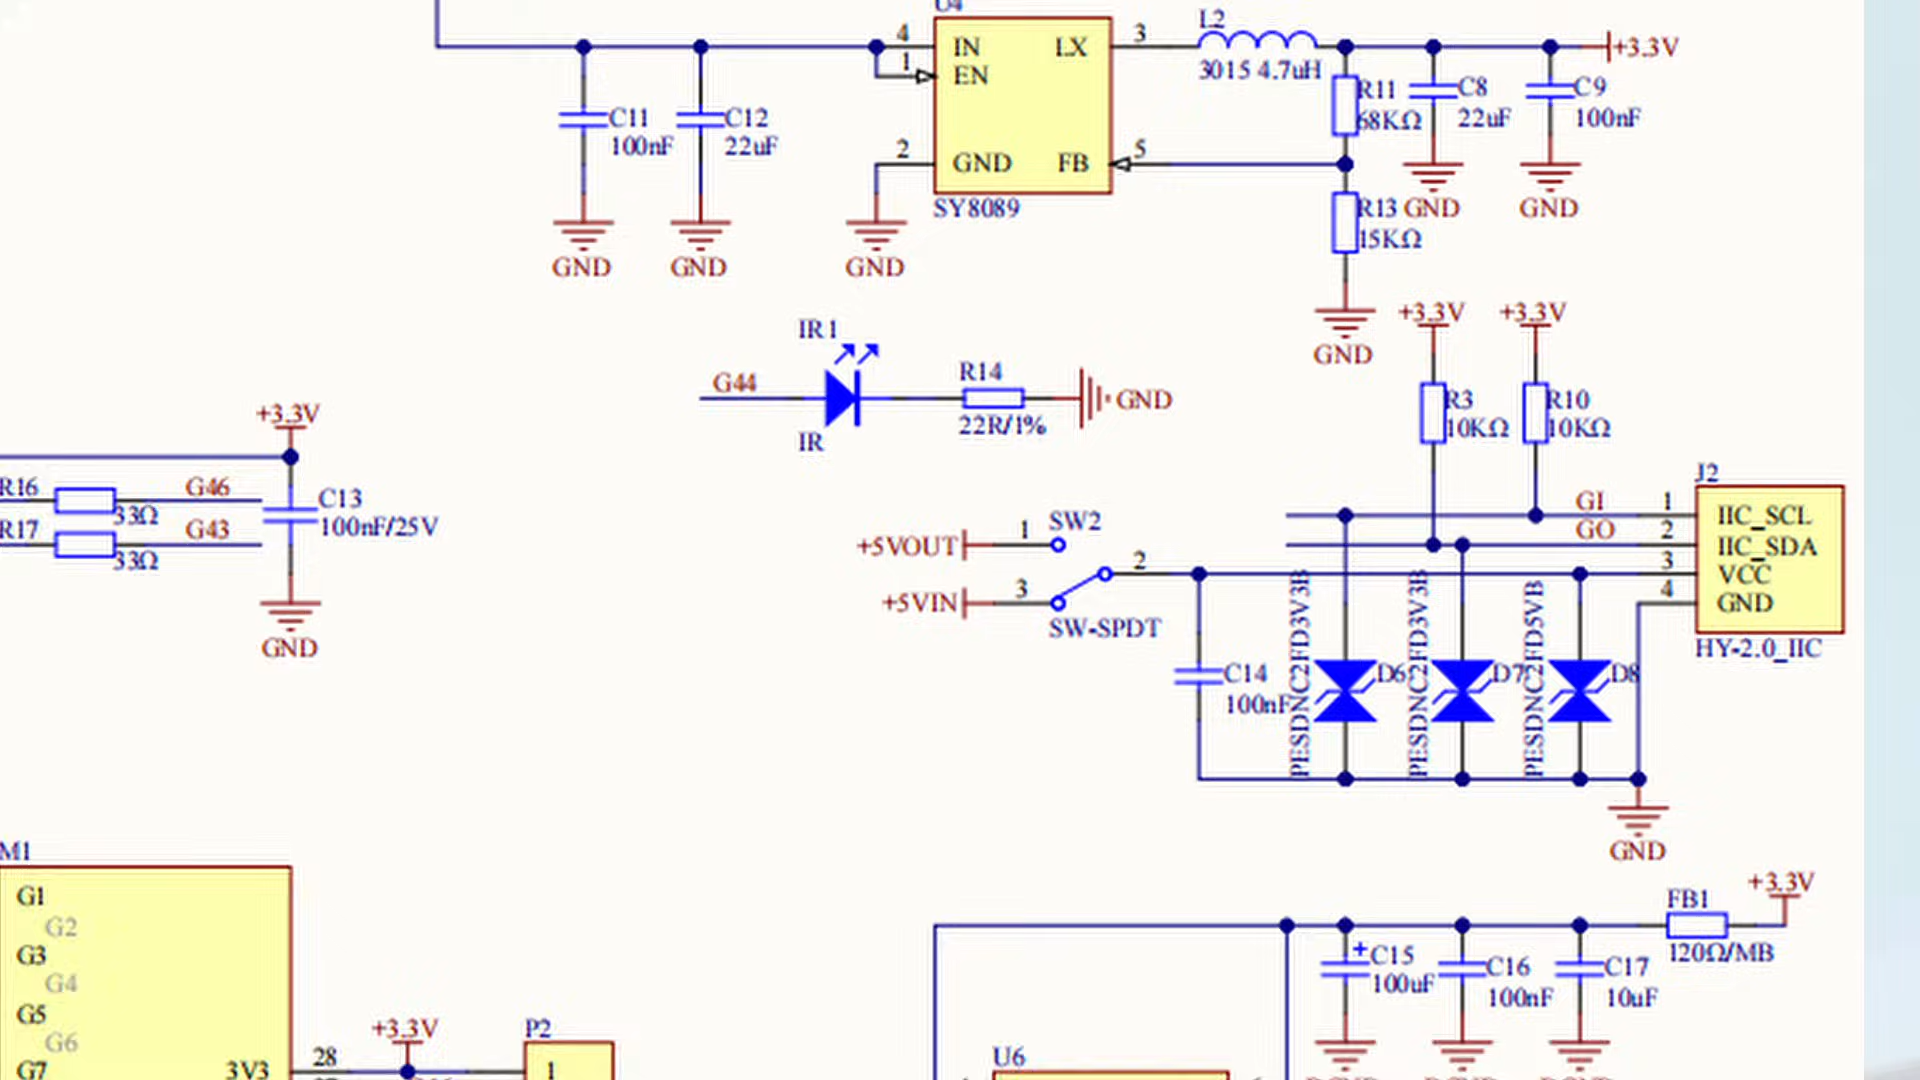 U4
4
IN
LX
3
L2
+3.3V
1
EN
3015 4.7uH
R11
68KΩ
C8
22uF
C9
100nF
C11
100nF
C12
22uF
2
GND
FB
5
SY8089
R13
15KΩ
GND
GND
GND
GND
GND
GND
IR1
G44
IR
R14
22R/1%
GND
+3.3V
+3.3V
R3
10KΩ
R10
10KΩ
+3.3V
R16
33Ω
G46
R17
33Ω
G43
C13
100nF/25V
GND
+5VOUT
1
SW2
2
+5VIN
3
SW-SPDT
GI
GO
1
2
3
4
J2
IIC_SCL
IIC_SDA
VCC
GND
HY-2.0_IIC
C14
100nF
PESDNC2FD3V3B
D6
PESDNC2FD3V3B
D7
PESDNC2FD5VB
D8
GND
M1
G1
G2
G3
G4
G5
G6
G7
3V3
28
+3.3V
P2
1
U6
C15
100uF
C16
100nF
C17
10uF
FB1
120Ω/MB
+3.3V